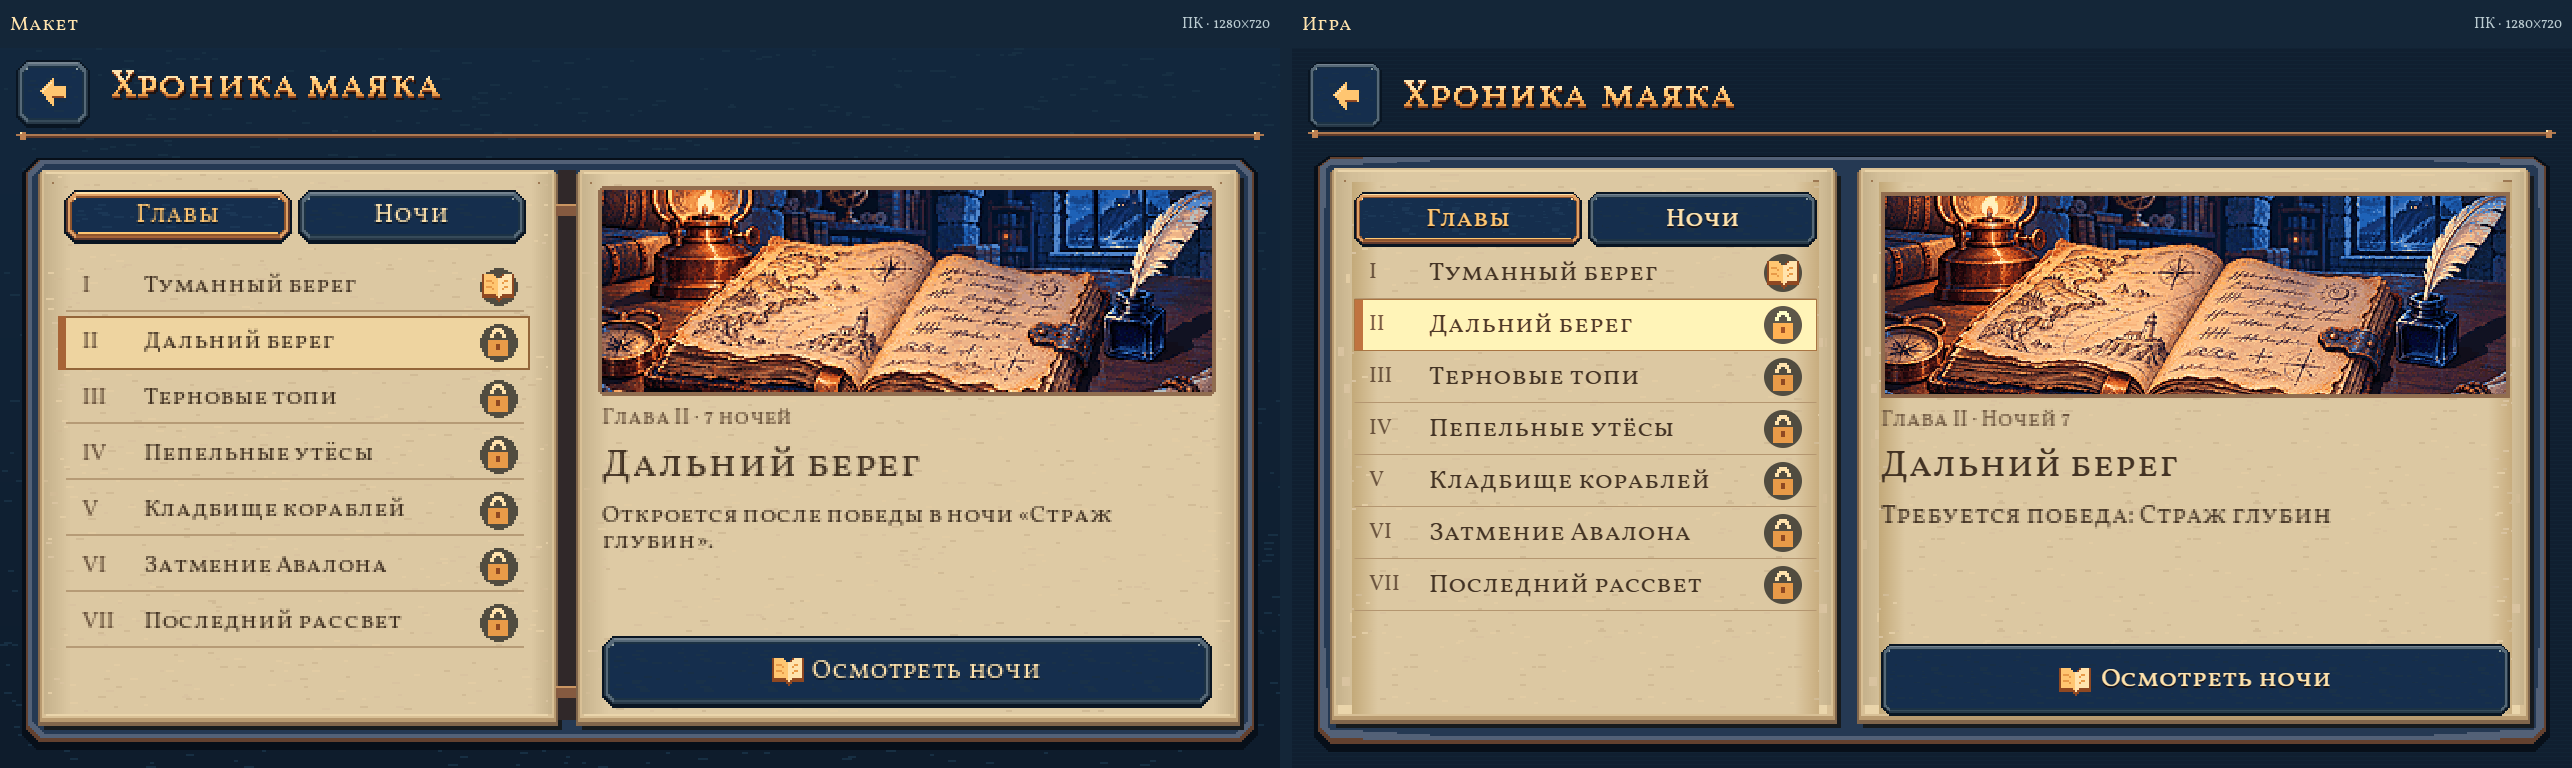 Макет
ПК · 1280×720
Хроника маяка
Главы
Ночи
I Туманный берег
II Дальний берег
III Терновые топи
IV Пепельные утёсы
V Кладбище кораблей
VI Затмение Авалона
VII Последний рассвет
Глава II · 7 ночей
Дальний берег
Откроется после победы в ночи «Страж
глубин».
Осмотреть ночи
Игра
ПК · 1280×720
Хроника маяка
Главы
Ночи
I Туманный берег
II Дальний берег
III Терновые топи
IV Пепельные утёсы
V Кладбище кораблей
VI Затмение Авалона
VII Последний рассвет
Глава II · Ночей 7
Дальний берег
Требуется победа: Страж глубин
Осмотреть ночи